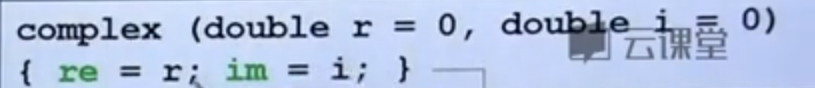 complex (double r = 0, double i = 0)
云课堂
{ re = r; im = i; }